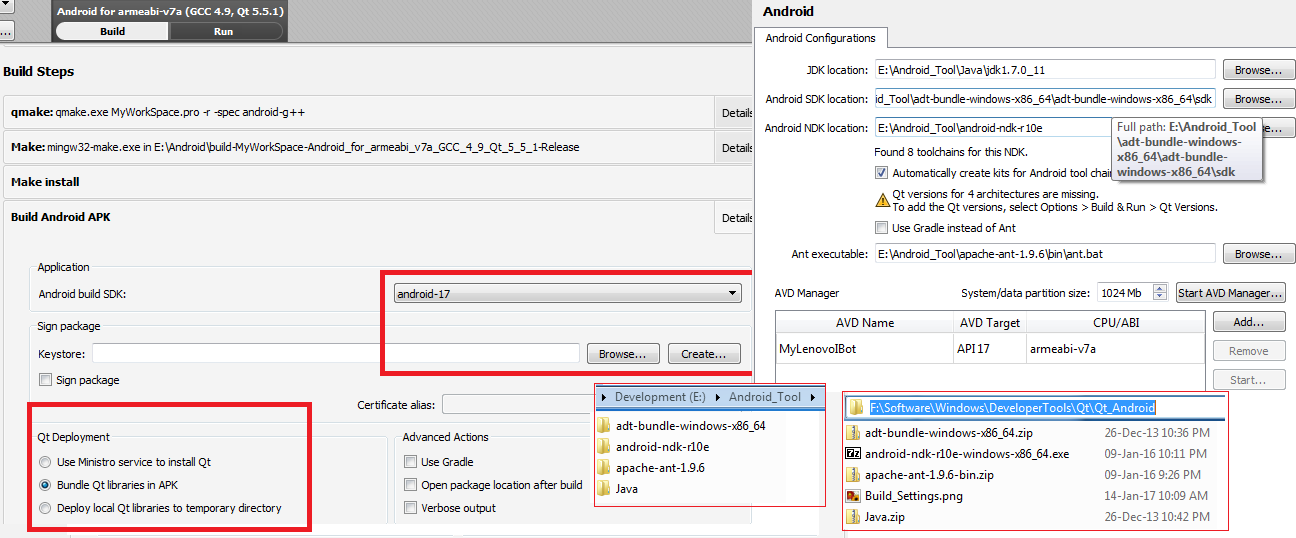 ...
Android for armeabi-v7a (GCC 4.9, Qt 5.5.1)
Build Run
Build Steps
qmake: qmake.exe MyWorkSpace.pro -r -spec android-g++ Details
Make: mingw32-make.exe in E:\Android\build-MyWorkSpace-Android_for_armeabi_v7a_GCC_4_9_Qt_5_5_1-Release Details
Make install
Build Android APK Details
Application
Android build SDK: android-17
Sign package
Keystore: Browse... Create...
Sign package
Certificate alias:
Qt Deployment
Use Ministro service to install Qt
Bundle Qt libraries in APK
Deploy local Qt libraries to temporary directory
Advanced Actions
Use Gradle
Open package location after build
Verbose output
Android
Android Configurations
JDK location: E:\Android_Tool\Java\jdk1.7.0_11 Browse...
Android SDK location: id_Tool\adt-bundle-windows-x86_64\adt-bundle-windows-x86_64\sdk Browse...
Android NDK location: E:\Android_Tool\android-ndk-r10e se...
Full path: E:\Android_Tool
\adt-bundle-windows-
x86_64\adt-bundle-
windows-x86_64\sdk
Found 8 toolchains for this NDK.
Automatically create kits for Android tool chain
Qt versions for 4 architectures are missing.
To add the Qt versions, select Options > Build & Run > Qt Versions.
Use Gradle instead of Ant
Ant executable: E:\Android_Tool\apache-ant-1.9.6\bin\ant.bat Browse...
AVD Manager System/data partition size: 1024 Mb Start AVD Manager...
AVD Name AVD Target CPU/ABI
MyLenovoIBot API 17 armeabi-v7a
Add...
Remove
Start...
Development (E:) Android_Tool
adt-bundle-windows-x86_64
android-ndk-r10e
apache-ant-1.9.6
Java
F:\Software\Windows\DeveloperTools\Qt\Qt_Android
adt-bundle-windows-x86_64.zip 26-Dec-13 10:36 PM
android-ndk-r10e-windows-x86_64.exe 09-Jan-16 10:11 PM
apache-ant-1.9.6-bin.zip 09-Jan-16 9:26 PM
Build_Settings.png 14-Jan-17 10:09 AM
Java.zip 26-Dec-13 10:42 PM